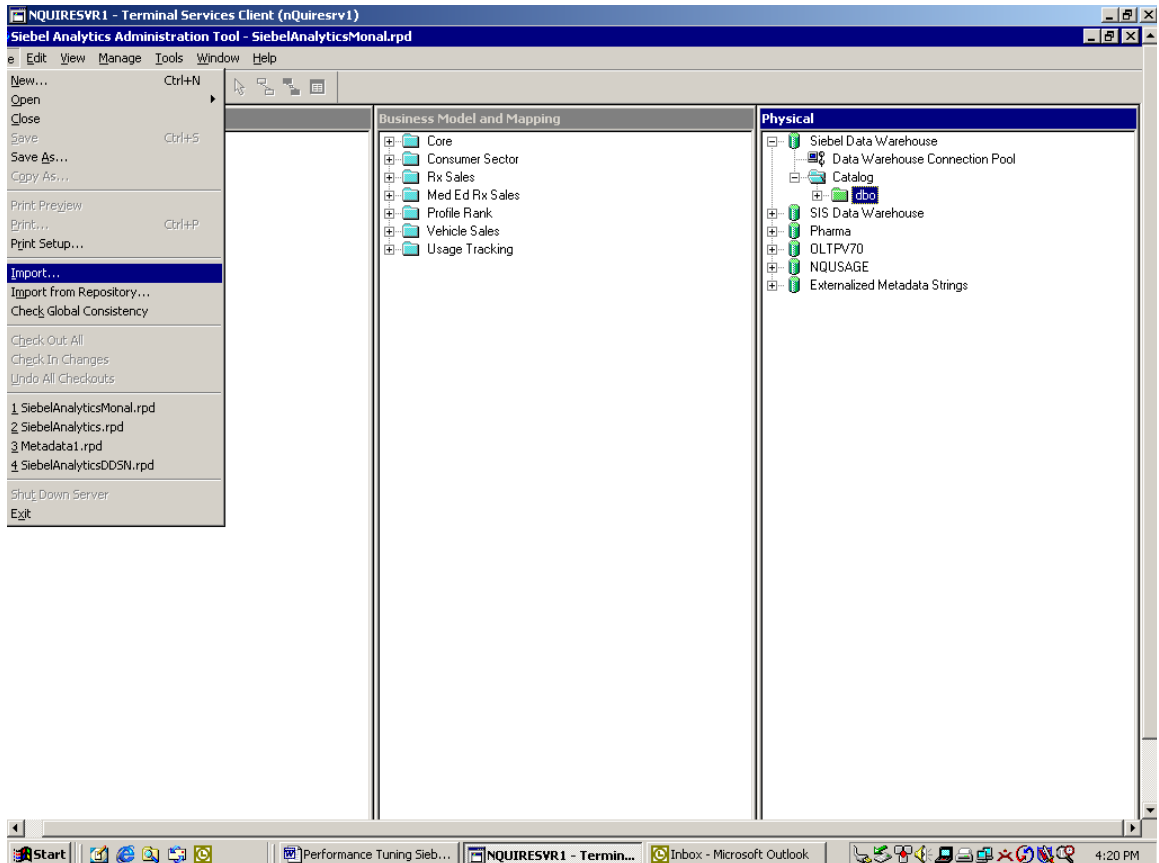 NQUIRESVR1 - Terminal Services Client (nQuiresrv1)
Siebel Analytics Administration Tool - SiebelAnalyticsMonal.rpd
e Edit View Manage Tools Window Help
New... Ctrl+N
Open
Close
Save Ctrl+S
Save As...
Copy As...
Print Preview
Print... Ctrl+P
Print Setup...
Import...
Import from Repository...
Check Global Consistency
Check Out All
Check In Changes
Undo All Checkouts
1 SiebelAnalyticsMonal.rpd
2 SiebelAnalytics.rpd
3 Metadata1.rpd
4 SiebelAnalyticsDDSN.rpd
Shut Down Server
Exit
Business Model and Mapping
Core
Consumer Sector
Rx Sales
Med Ed Rx Sales
Profile Rank
Vehicle Sales
Usage Tracking
Physical
Siebel Data Warehouse
Data Warehouse Connection Pool
Catalog
dbo
SIS Data Warehouse
Pharma
OLTPV70
NQUSAGE
Externalized Metadata Strings
Start
Performance Tuning Sieb...
NQUIRESVR1 - Termin...
Inbox - Microsoft Outlook
4:20 PM